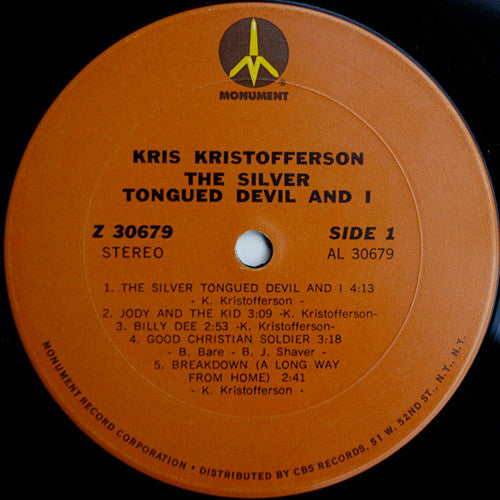 MONUMENT
®
KRIS KRISTOFFERSON
THE SILVER
TONGUED DEVIL AND I
Z 30679
STEREO
SIDE 1
AL 30679
1. THE SILVER TONGUED DEVIL AND I 4:13
- K. Kristofferson -
2. JODY AND THE KID 3:09 -K. Kristofferson-
3. BILLY DEE 2:53 -K. Kristofferson-
4. GOOD CHRISTIAN SOLDIER 3:18
- B. Bare - B. J. Shaver -
5. BREAKDOWN (A LONG WAY
FROM HOME) 2:41
- K. Kristofferson -
MONUMENT RECORD CORPORATION • DISTRIBUTED BY CBS RECORDS, 51 W. 52ND ST., N.Y., N.Y.